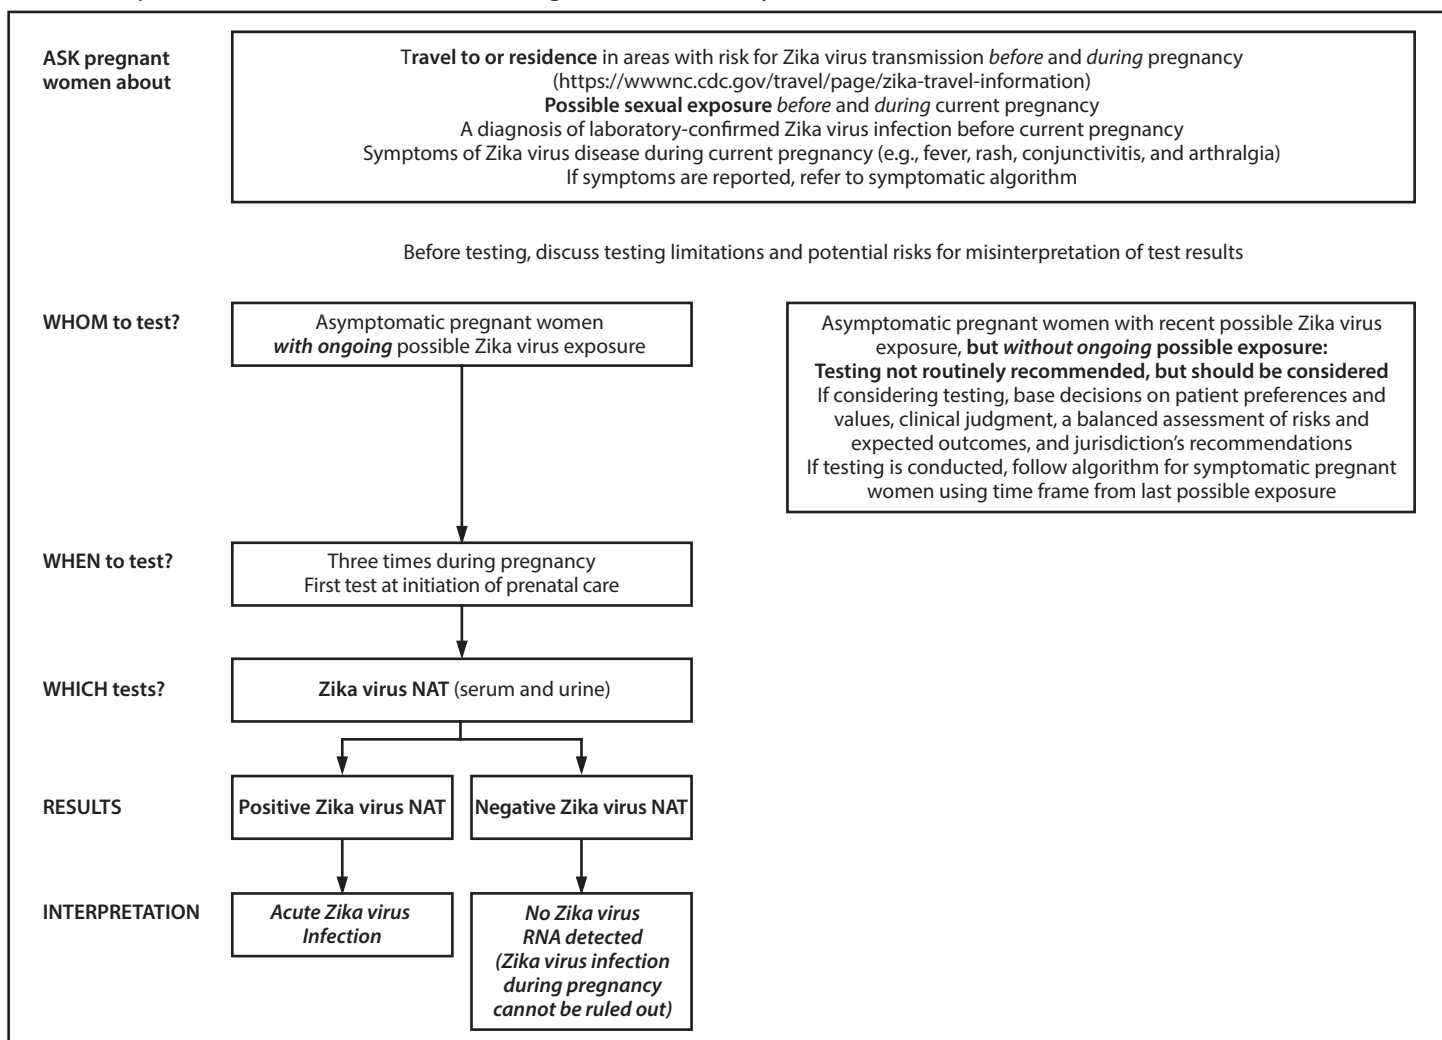 ASK pregnant
women about
Travel to or residence in areas with risk for Zika virus transmission before and during pregnancy
(https://wwwnc.cdc.gov/travel/page/zika-travel-information)
Possible sexual exposure before and during current pregnancy
A diagnosis of laboratory-confirmed Zika virus infection before current pregnancy
Symptoms of Zika virus disease during current pregnancy (e.g., fever, rash, conjunctivitis, and arthralgia)
If symptoms are reported, refer to symptomatic algorithm
Before testing, discuss testing limitations and potential risks for misinterpretation of test results
WHOM to test?
Asymptomatic pregnant women
with ongoing possible Zika virus exposure
Asymptomatic pregnant women with recent possible Zika virus
exposure, but without ongoing possible exposure:
Testing not routinely recommended, but should be considered
If considering testing, base decisions on patient preferences and
values, clinical judgment, a balanced assessment of risks and
expected outcomes, and jurisdiction's recommendations
If testing is conducted, follow algorithm for symptomatic pregnant
women using time frame from last possible exposure
WHEN to test?
Three times during pregnancy
First test at initiation of prenatal care
WHICH tests?
Zika virus NAT (serum and urine)
RESULTS
Positive Zika virus NAT
Negative Zika virus NAT
INTERPRETATION
Acute Zika virus
Infection
No Zika virus
RNA detected
(Zika virus infection
during pregnancy
cannot be ruled out)